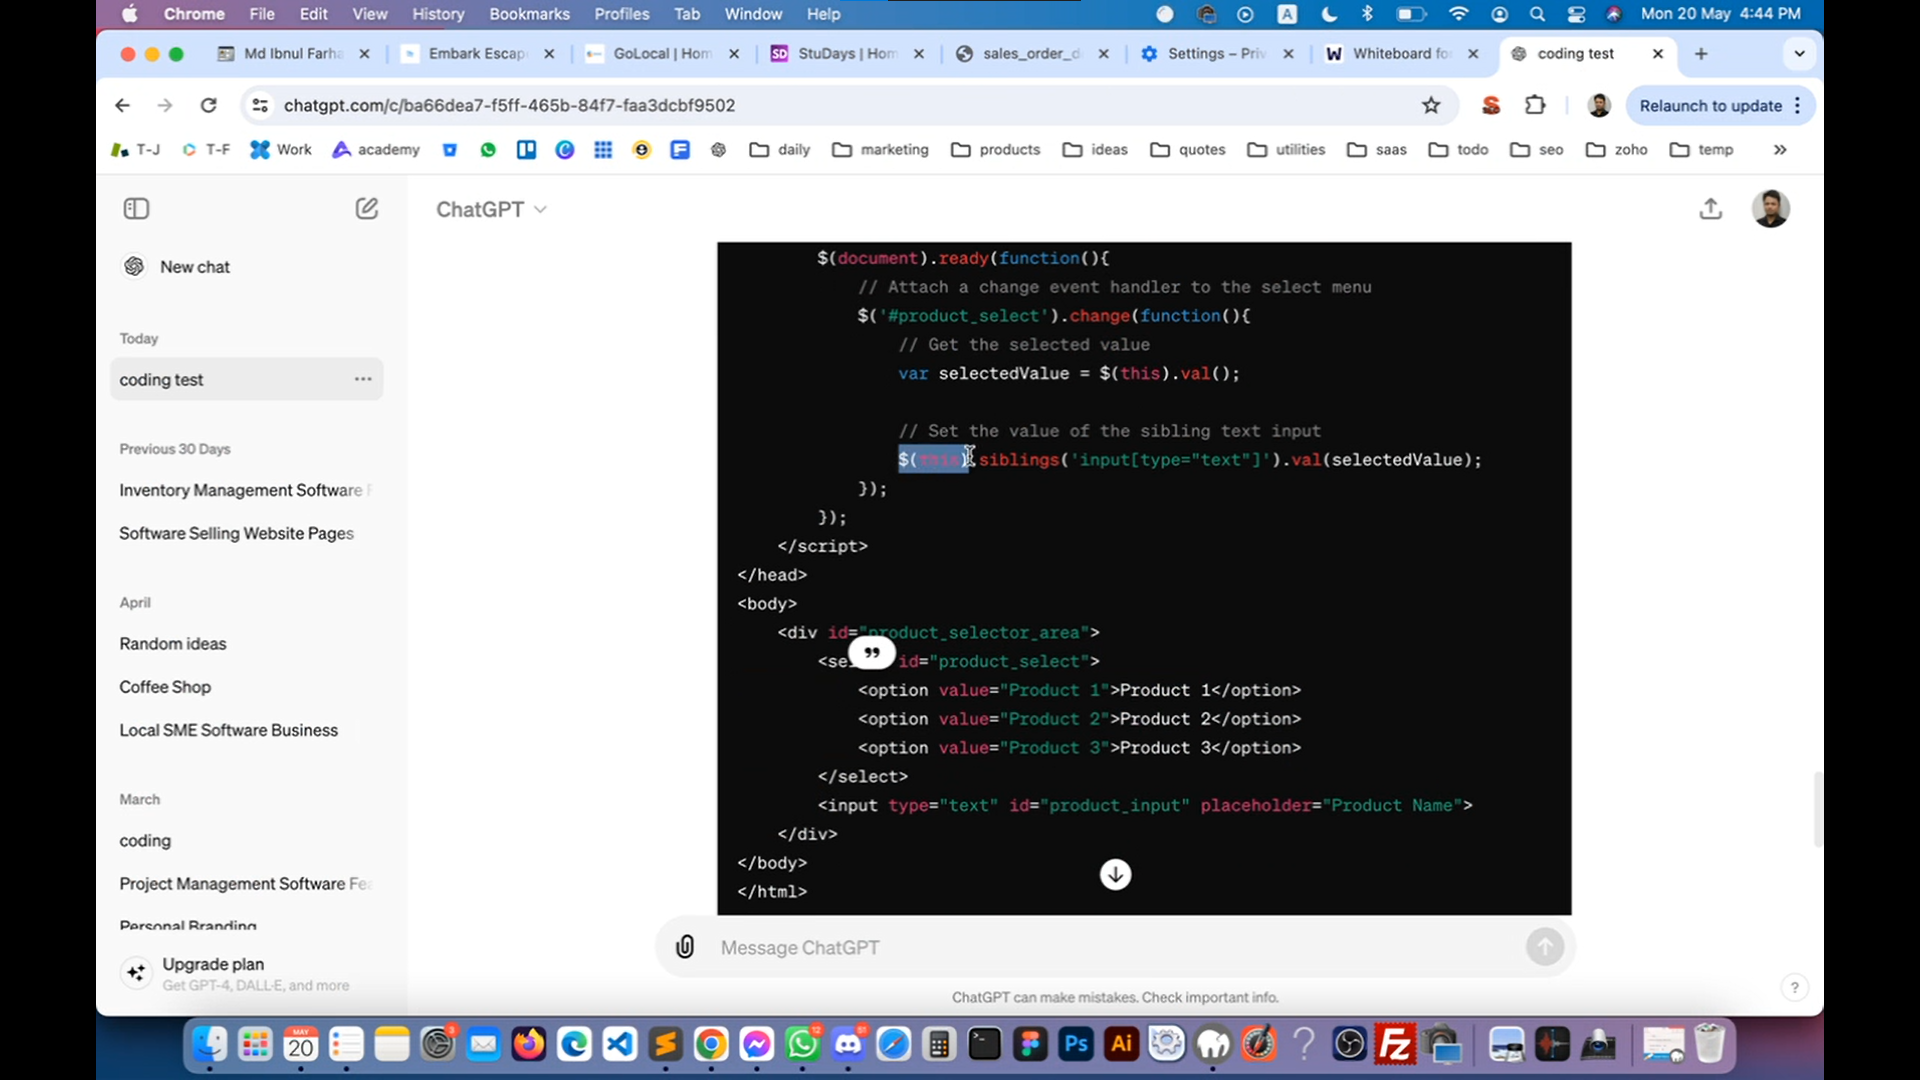 Chrome File Edit View History Bookmarks Profiles Tab Window Help
A
Mon 20 May 4:44 PM
Md Ibnul Farha
Embark Escap
GoLocal | Hom
SD StuDays | Hom
sales_order_d
Settings – Priv
W Whiteboard fo
coding test
chatgpt.com/c/ba66dea7-f5ff-465b-84f7-faa3dcbf9502
Relaunch to update
T-J T-F Work academy daily marketing products ideas quotes utilities saas todo seo zoho temp
ChatGPT
New chat
Today
coding test
Previous 30 Days
Inventory Management Software F
Software Selling Website Pages
April
Random ideas
Coffee Shop
Local SME Software Business
March
coding
Project Management Software Fea
Personal Branding
Upgrade plan
Get GPT-4, DALL·E, and more
$(document).ready(function(){
// Attach a change event handler to the select menu
$('#product_select').change(function(){
// Get the selected value
var selectedValue = $(this).val();
// Set the value of the sibling text input
$(this).siblings('input[type="text"]').val(selectedValue);
});
});
</script>
</head>
<body>
<div id="product_selector_area">
<se id="product_select">
<option value="Product 1">Product 1</option>
<option value="Product 2">Product 2</option>
<option value="Product 3">Product 3</option>
</select>
<input type="text" id="product_input" placeholder="Product Name">
</div>
</body>
</html>
Message ChatGPT
ChatGPT can make mistakes. Check important info.
?
MAY
20
3
Ps
Ai
12
FZ